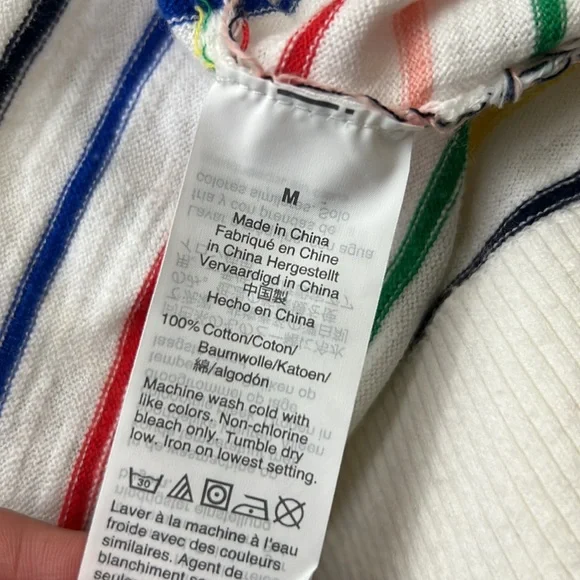 M
Made in China
Fabriqué en Chine
in China Hergestellt
Vervaardigd in China
中国製
Hecho en China
100% Cotton/Coton/
Baumwolle/Katoen/
綿/algodón
Machine wash cold with
like colors. Non-chlorine
bleach only. Tumble dry
low. Iron on lowest setting.
30
Laver à la machine à l'eau
froide avec des couleurs
similaires. Agent de
blanchiment sans